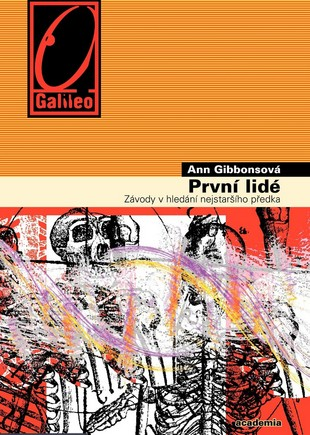 Galileo
Ann Gibbonsová
První lidé
Závody v hledání nejstaršího předka
academia